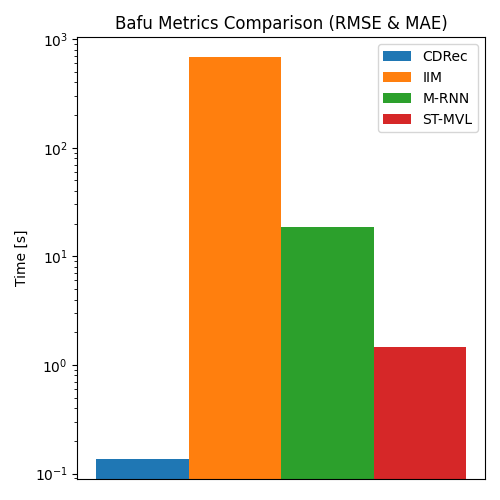 Bafu Metrics Comparison (RMSE & MAE)
10³
10²
10¹
10⁰
10⁻¹
Time [s]
CDRec
IIM
M-RNN
ST-MVL